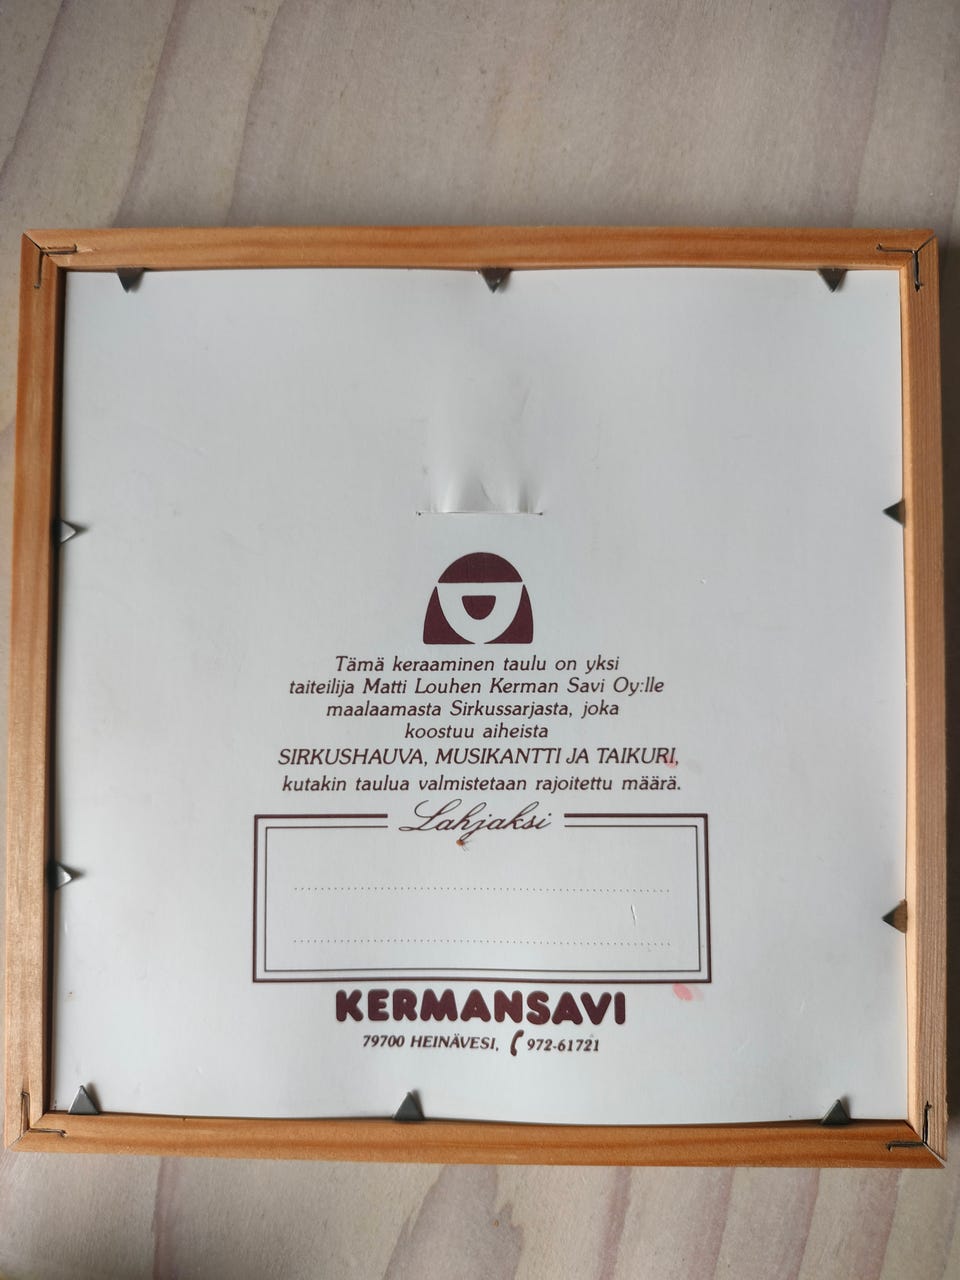 Tämä keraaminen taulu on yksi
taiteilija Matti Louhen Kerman Savi Oy:lle
maalaamasta Sirkussarjasta, joka
koostuu aiheista
SIRKUSHAUVA, MUSIKANTTI JA TAIKURI,
kutakin taulua valmistetaan rajoitettu määrä.
Lahjaksi
KERMANSAVI
79700 HEINÄVESI, 972-61721